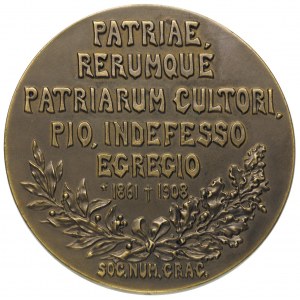 PATRIAE,
RERUMQUE
PATRIARUM CULTORI,
PIO, INDEFESSO
EGREGIO
* 1861 † 1908
SOC. NUM. CRAC.